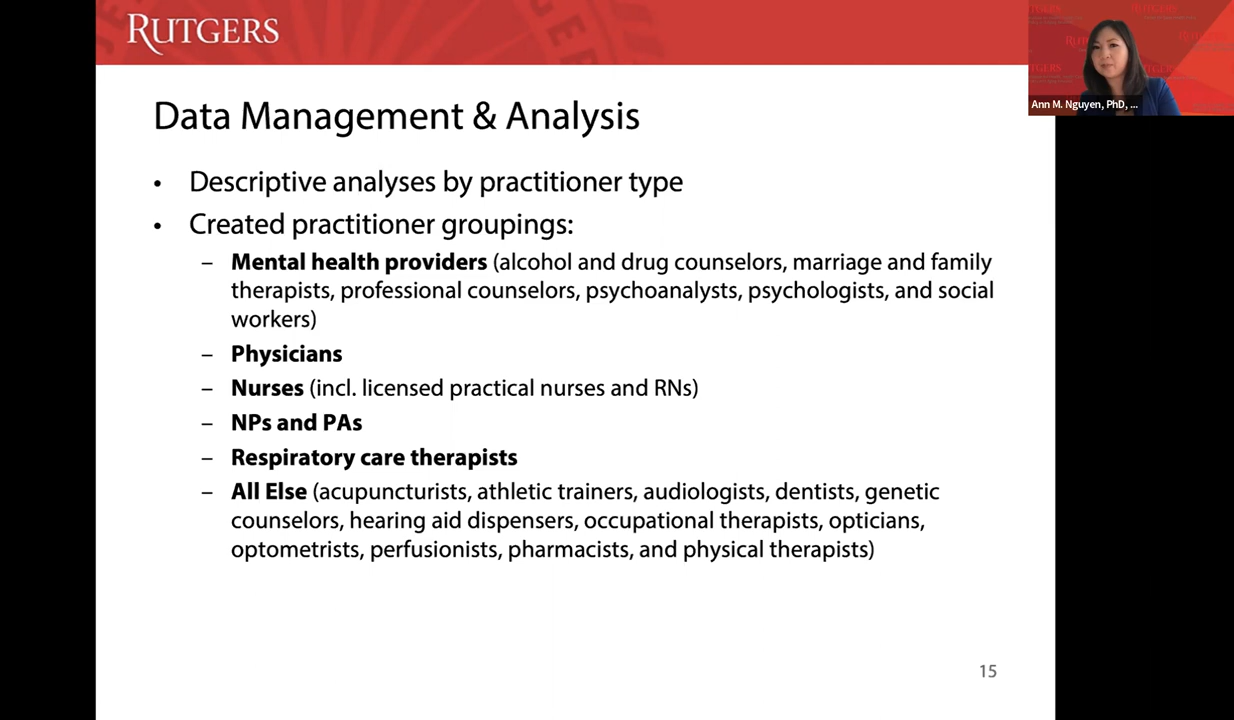 RUTGERS
Ann M. Nguyen, PhD, ...
Data Management & Analysis
• Descriptive analyses by practitioner type
• Created practitioner groupings:
– Mental health providers (alcohol and drug counselors, marriage and family
therapists, professional counselors, psychoanalysts, psychologists, and social
workers)
– Physicians
– Nurses (incl. licensed practical nurses and RNs)
– NPs and PAs
– Respiratory care therapists
– All Else (acupuncturists, athletic trainers, audiologists, dentists, genetic
counselors, hearing aid dispensers, occupational therapists, opticians,
optometrists, perfusionists, pharmacists, and physical therapists)
15